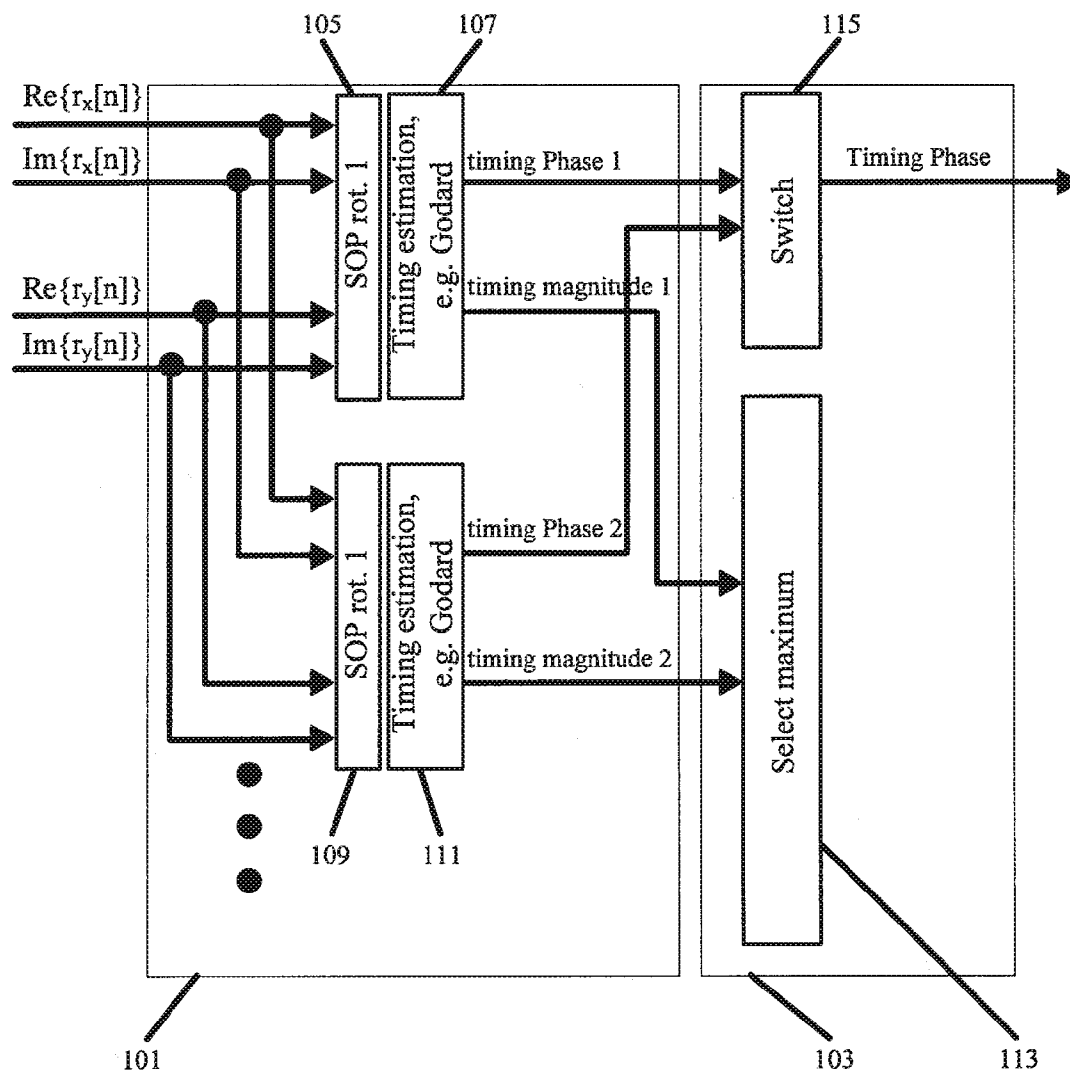 105
107
115
Re{rx[n]}
Im{rx[n]}
Re{ry[n]}
Im{ry[n]}
SOP rot. 1
Timing estimation,
e.g. Godard
timing Phase 1
timing magnitude 1
Switch
Timing Phase
SOP rot. 1
Timing estimation,
e.g. Godard
timing Phase 2
timing magnitude 2
Select maxinum
109
111
101
103
113